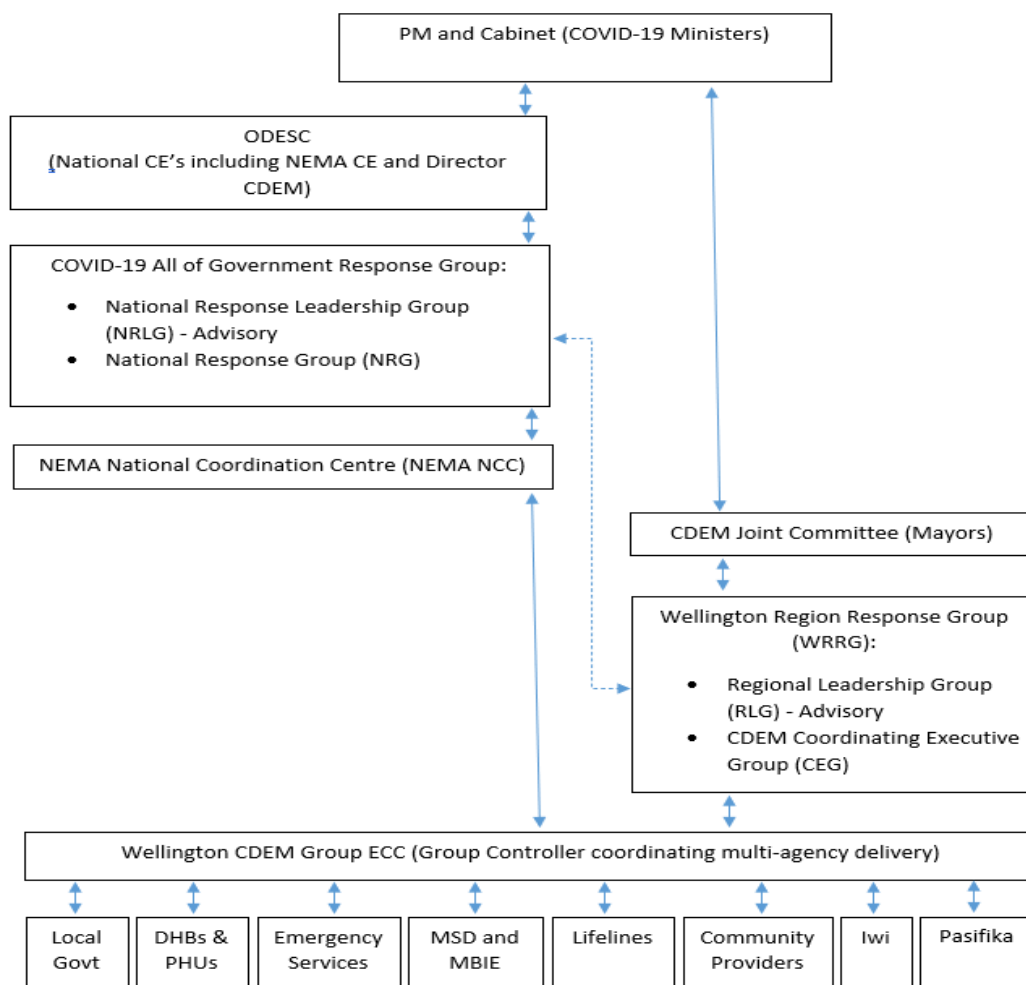 PM and Cabinet (COVID-19 Ministers)
ODESC
(National CE's including NEMA CE and Director
CDEM)
COVID-19 All of Government Response Group:
• National Response Leadership Group
(NRLG) - Advisory
• National Response Group (NRG)
NEMA National Coordination Centre (NEMA NCC)
CDEM Joint Committee (Mayors)
Wellington Region Response Group
(WRRG):
• Regional Leadership Group
(RLG) - Advisory
• CDEM Coordinating Executive
Group (CEG)
Wellington CDEM Group ECC (Group Controller coordinating multi-agency delivery)
Local
Govt
DHBs &
PHUs
Emergency
Services
MSD and
MBIE
Lifelines
Community
Providers
Iwi
Pasifika